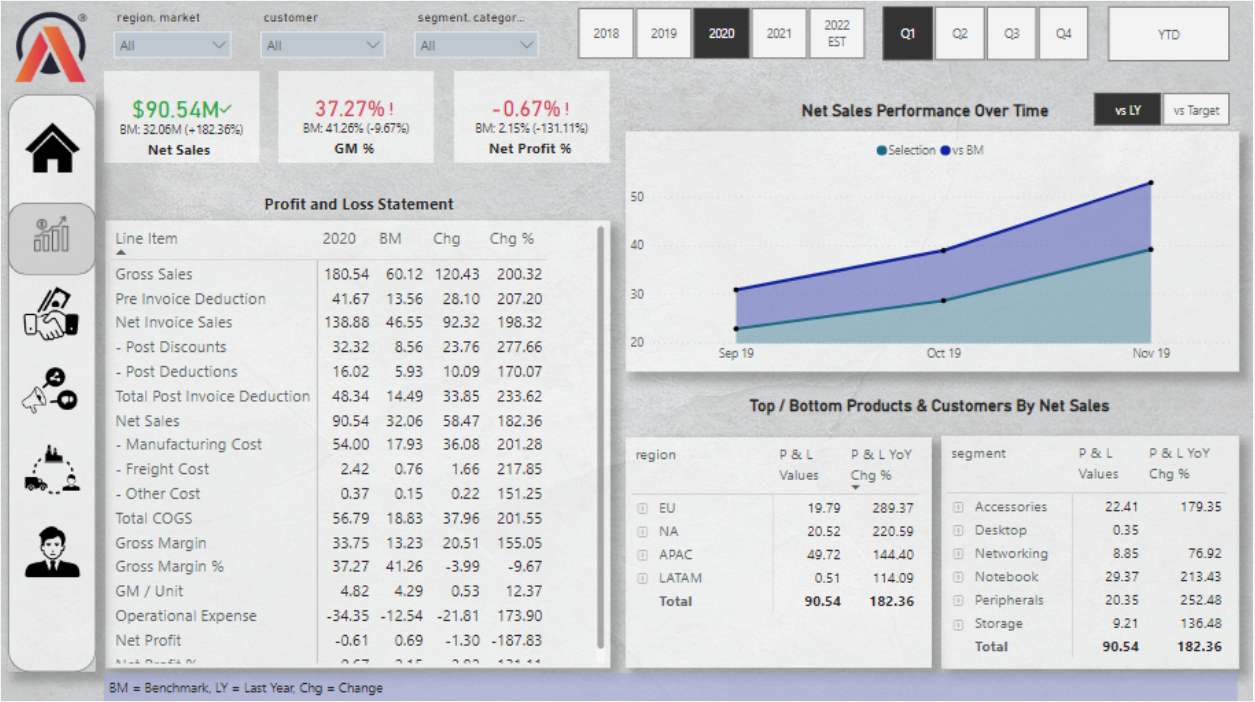 ®
region, market
customer
segment, categor...
All
All
All
2018
2019
2020
2021
2022 EST
Q1
Q2
Q3
Q4
YTD
$90.54M
BM: 32.06M (+182.36%)
Net Sales
37.27% !
BM: 41.26% (-9.67%)
GM %
-0.67% !
BM: 2.15% (-131.11%)
Net Profit %
Net Sales Performance Over Time
vs LY
vs Target
Selection vs BM
50
40
30
20
Sep 19
Oct 19
Nov 19
Profit and Loss Statement
Line Item 2020 BM Chg Chg %
Gross Sales 180.54 60.12 120.43 200.32
Pre Invoice Deduction 41.67 13.56 28.10 207.20
Net Invoice Sales 138.88 46.55 92.32 198.32
- Post Discounts 32.32 8.56 23.76 277.66
- Post Deductions 16.02 5.93 10.09 170.07
Total Post Invoice Deduction 48.34 14.49 33.85 233.62
Net Sales 90.54 32.06 58.47 182.36
- Manufacturing Cost 54.00 17.93 36.08 201.28
- Freight Cost 2.42 0.76 1.66 217.85
- Other Cost 0.37 0.15 0.22 151.25
Total COGS 56.79 18.83 37.96 201.55
Gross Margin 33.75 13.23 20.51 155.05
Gross Margin % 37.27 41.26 -3.99 -9.67
GM / Unit 4.82 4.29 0.53 12.37
Operational Expense -34.35 -12.54 -21.81 173.90
Net Profit -0.61 0.69 -1.30 -187.83
Net Profit %
Top / Bottom Products & Customers By Net Sales
region P & L Values P & L YoY Chg %
EU 19.79 289.37
NA 20.52 220.59
APAC 49.72 144.40
LATAM 0.51 114.09
Total 90.54 182.36
segment P & L Values P & L YoY Chg %
Accessories 22.41 179.35
Desktop 0.35
Networking 8.85 76.92
Notebook 29.37 213.43
Peripherals 20.35 252.48
Storage 9.21 136.48
Total 90.54 182.36
BM = Benchmark, LY = Last Year, Chg = Change